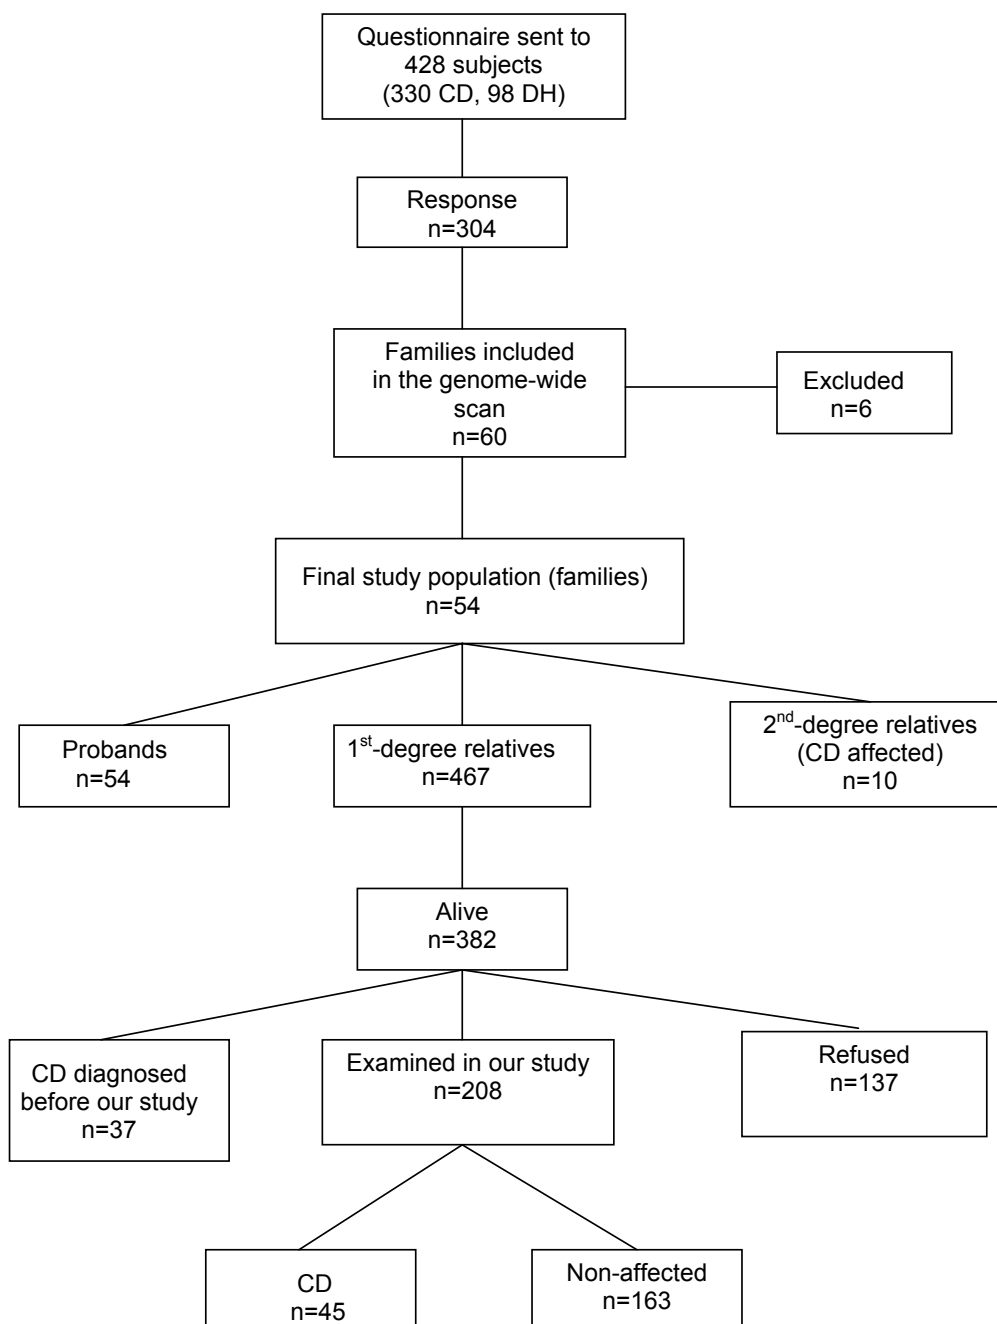 Questionnaire sent to
428 subjects
(330 CD, 98 DH)
Response
n=304
Families included
in the genome-wide
scan
n=60
Excluded
n=6
Final study population (families)
n=54
Probands
n=54
1st-degree relatives
n=467
2nd-degree relatives
(CD affected)
n=10
Alive
n=382
CD diagnosed
before our study
n=37
Examined in our study
n=208
Refused
n=137
CD
n=45
Non-affected
n=163